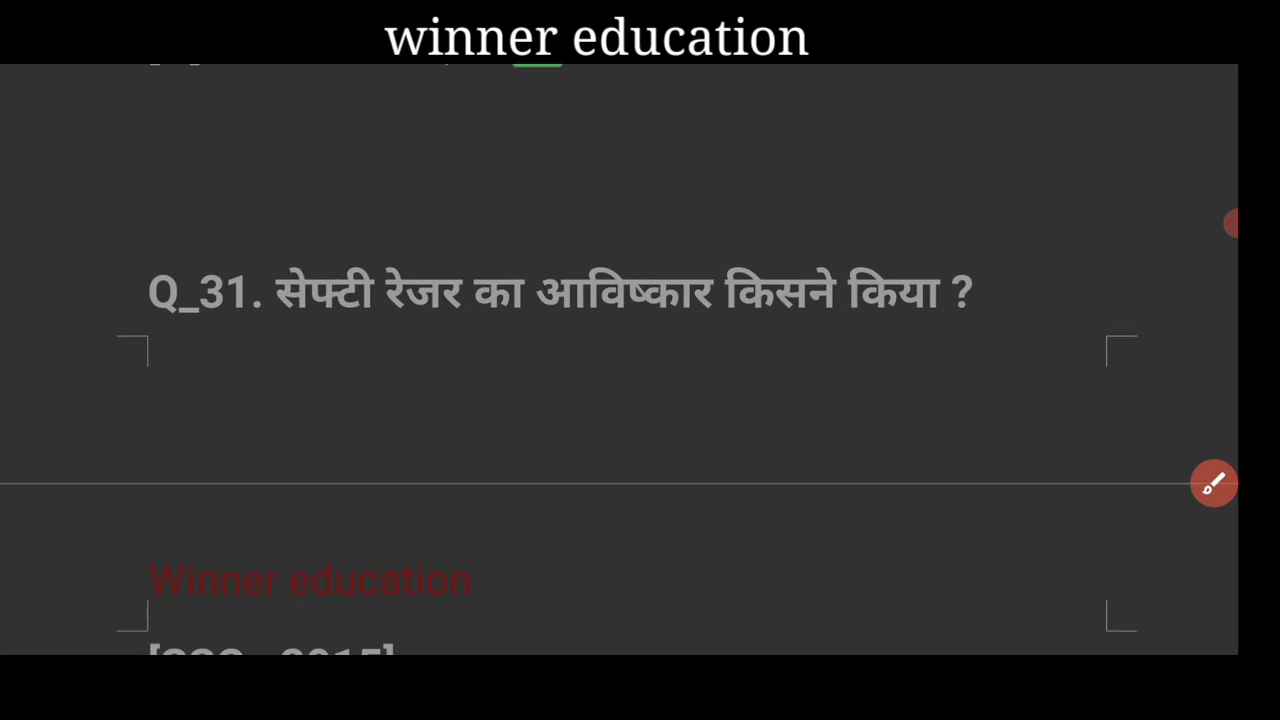 winner education
Q_31. सेफ्टी रेजर का आविष्कार किसने किया ?
Winner education